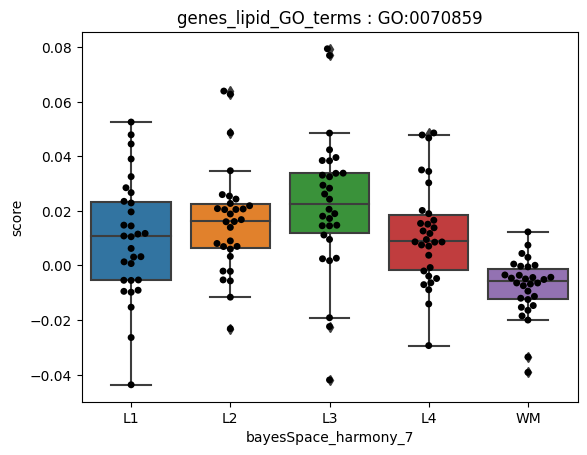 genes_lipid_GO_terms : GO:0070859
0.08
0.06
0.04
0.02
0.00
−0.02
−0.04
score
L1 L2 L3 L4 WM
bayesSpace_harmony_7